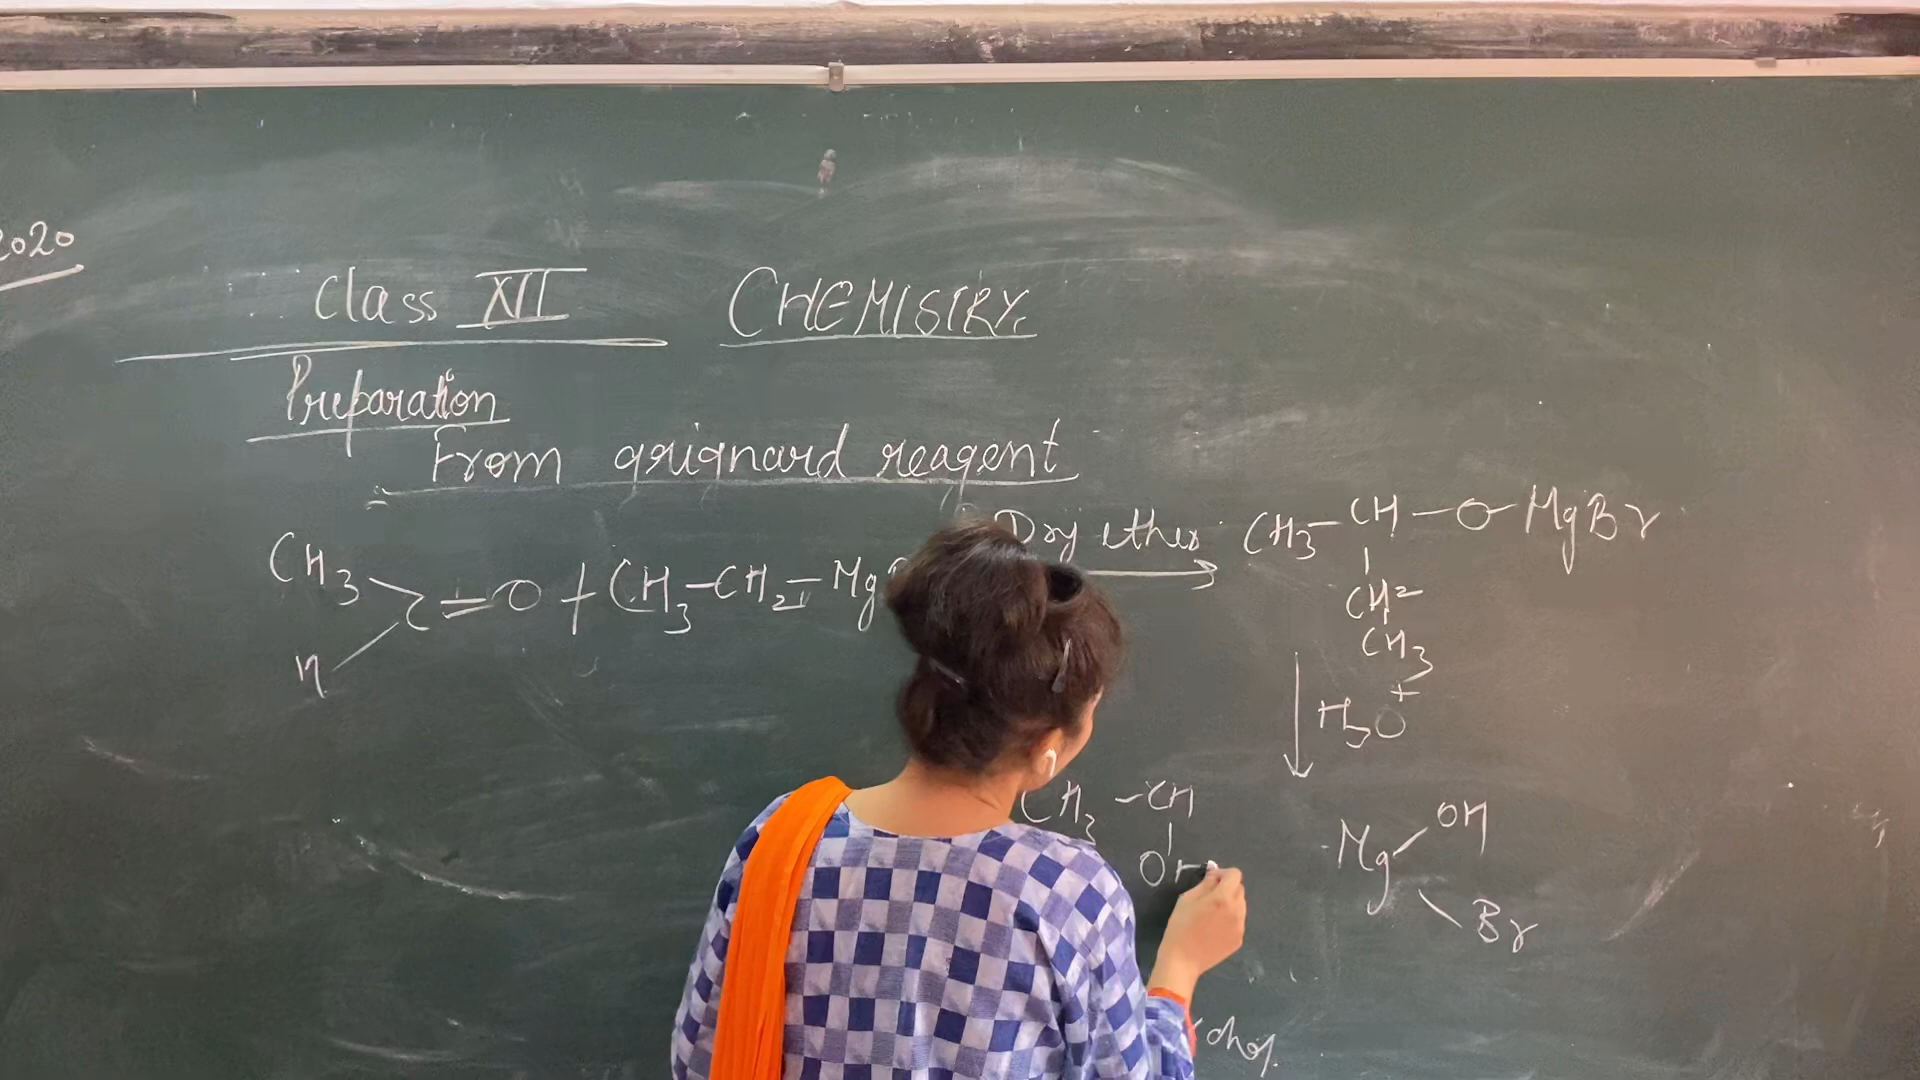 2020
Class XII CHEMISTRY
Preparation
From grignard reagent
Dry ether
CH3-CH-O-MgBr
CH3
C=O+CH3-CH2-Mg
H
CH2
CH3
H3O+
CH3-CH
OH
Mg
OH
Br